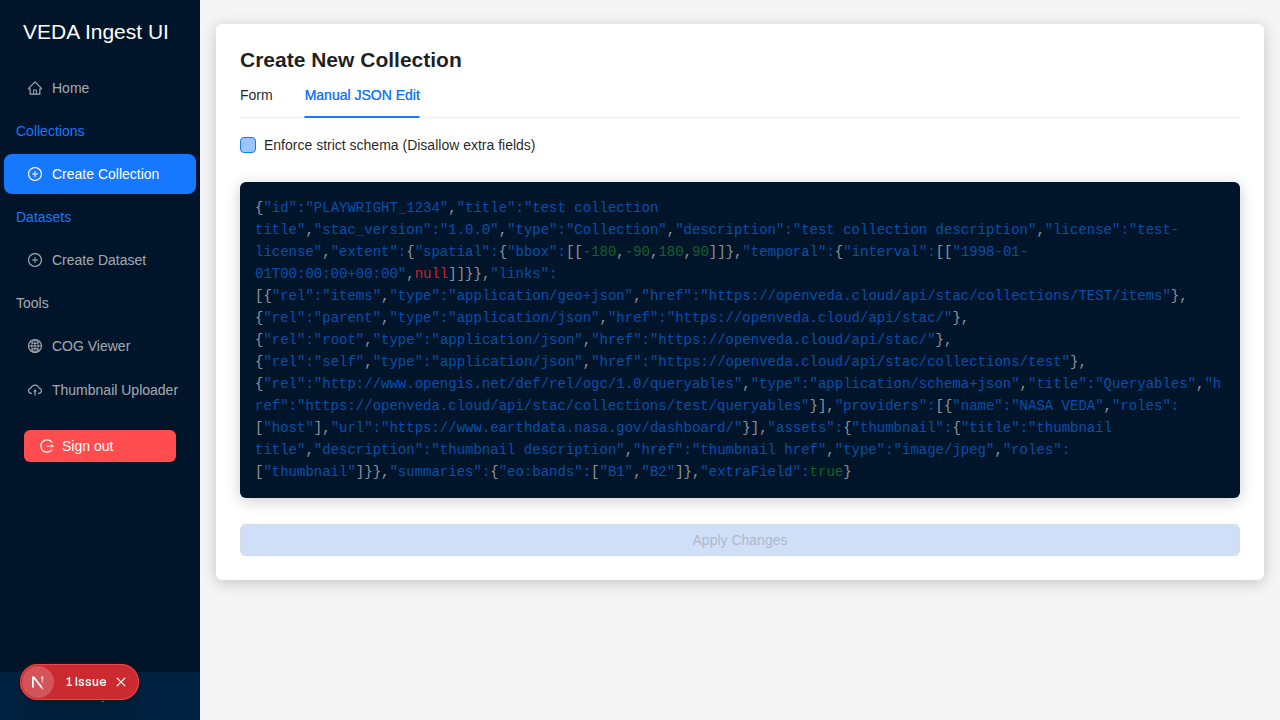 VEDA Ingest UI
Home
Collections
Create Collection
Datasets
Create Dataset
Tools
COG Viewer
Thumbnail Uploader
Sign out
1 Issue
Create New Collection
Form
Manual JSON Edit
Enforce strict schema (Disallow extra fields)
{"id":"PLAYWRIGHT_1234","title":"test collection
title","stac_version":"1.0.0","type":"Collection","description":"test collection description","license":"test-
license","extent":{"spatial":{"bbox":[[-180,-90,180,90]]},"temporal":{"interval":[["1998-01-
01T00:00:00+00:00",null]]}},"links":
[{"rel":"items","type":"application/geo+json","href":"https://openveda.cloud/api/stac/collections/TEST/items"},
{"rel":"parent","type":"application/json","href":"https://openveda.cloud/api/stac/"},
{"rel":"root","type":"application/json","href":"https://openveda.cloud/api/stac/"},
{"rel":"self","type":"application/json","href":"https://openveda.cloud/api/stac/collections/test"},
{"rel":"http://www.opengis.net/def/rel/ogc/1.0/queryables","type":"application/schema+json","title":"Queryables","h
ref":"https://openveda.cloud/api/stac/collections/test/queryables"}],"providers":[{"name":"NASA VEDA","roles":
["host"],"url":"https://www.earthdata.nasa.gov/dashboard/"}],"assets":{"thumbnail":{"title":"thumbnail
title","description":"thumbnail description","href":"thumbnail href","type":"image/jpeg","roles":
["thumbnail"]}},"summaries":{"eo:bands":["B1","B2"]},"extraField":true}
Apply Changes